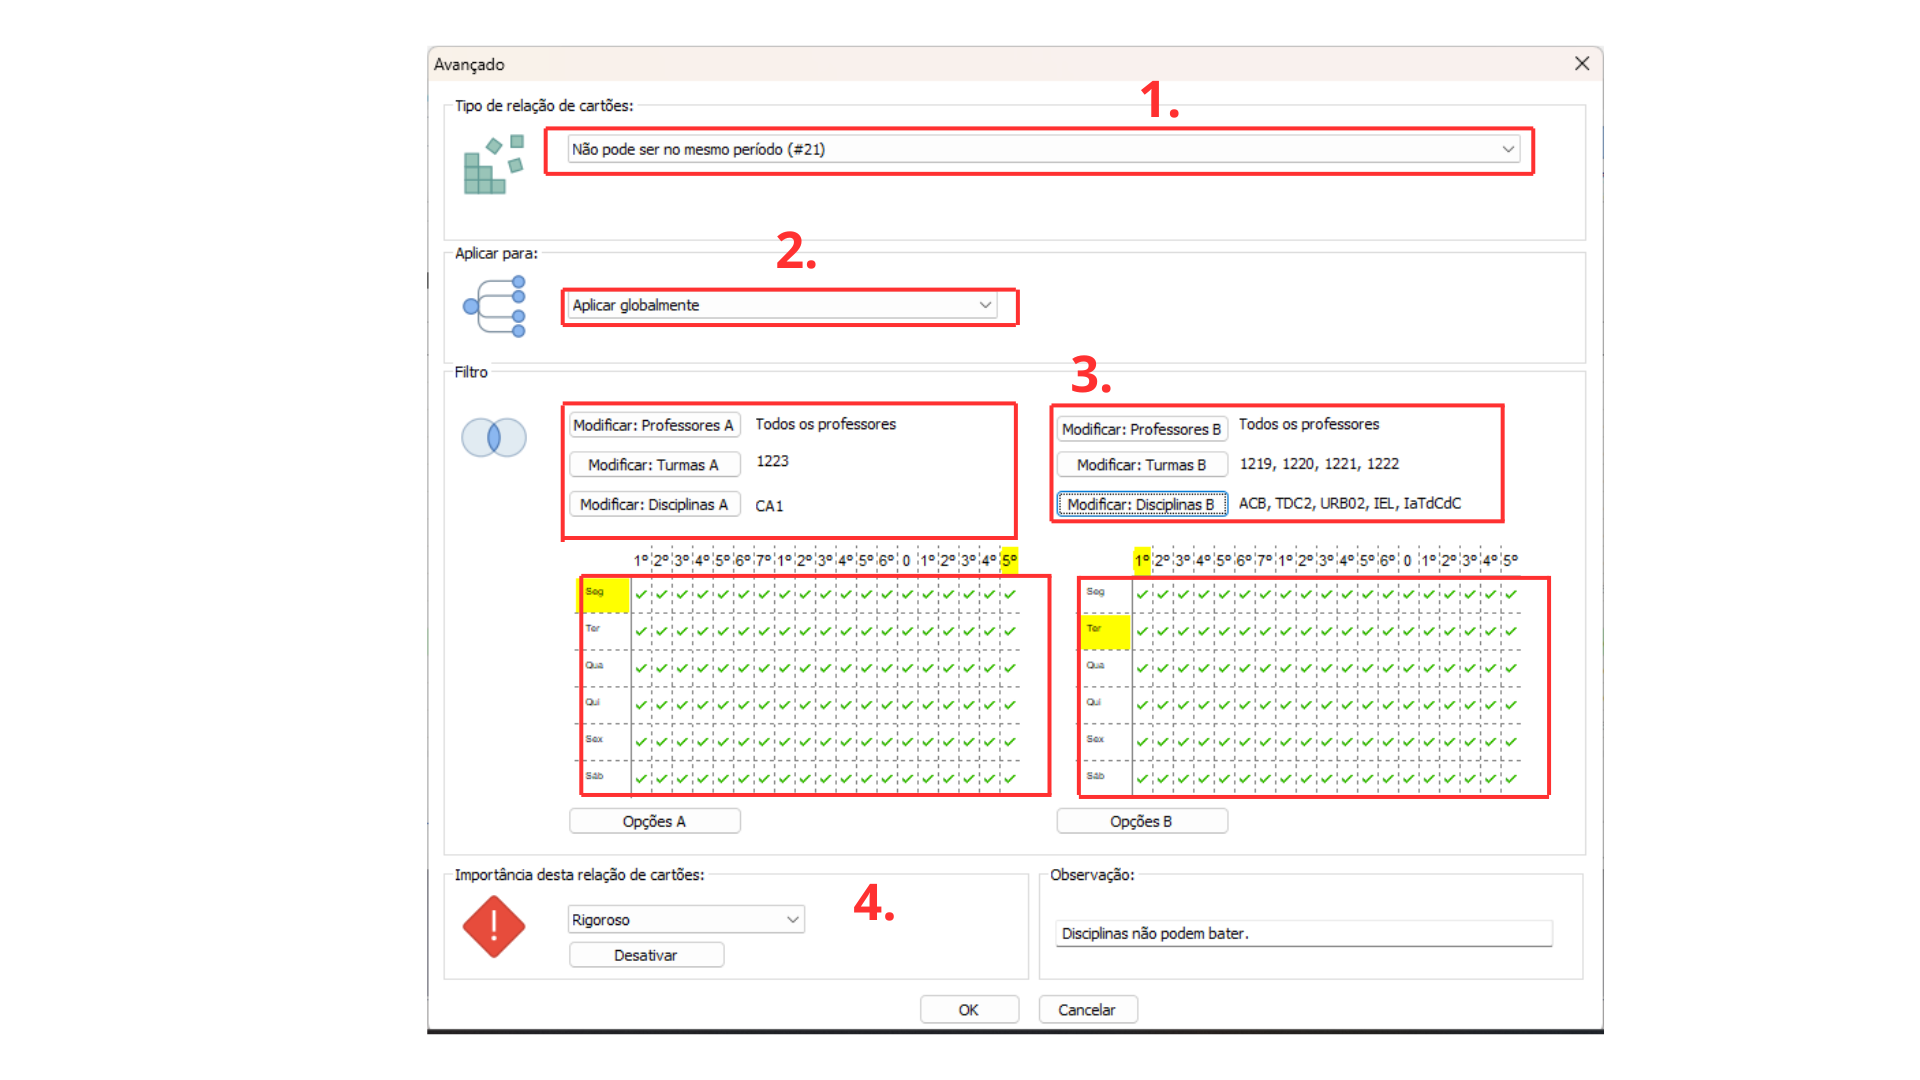 Avançado
Tipo de relação de cartões:
1.
Não pode ser no mesmo período (#21)
2.
Aplicar para:
Aplicar globalmente
Filtro
3.
Modificar: Professores A Todos os professores
Modificar: Turmas A 1223
Modificar: Disciplinas A CA1
Modificar: Professores B Todos os professores
Modificar: Turmas B 1219, 1220, 1221, 1222
Modificar: Disciplinas B ACB, TDC2, URB02, IEL, IaTdCdC
1º 2º 3º 4º 5º 6º 7º 1º 2º 3º 4º 5º 6º 0 1º 2º 3º 4º 5º
Seg
Ter
Qua
Qui
Sex
Sáb
1º 2º 3º 4º 5º 6º 7º 1º 2º 3º 4º 5º 6º 0 1º 2º 3º 4º 5º
Seg
Ter
Qua
Qui
Sex
Sáb
Opções A
Opções B
Importância desta relação de cartões:
4.
Rigoroso
Desativar
Observação:
Disciplinas não podem bater.
OK
Cancelar